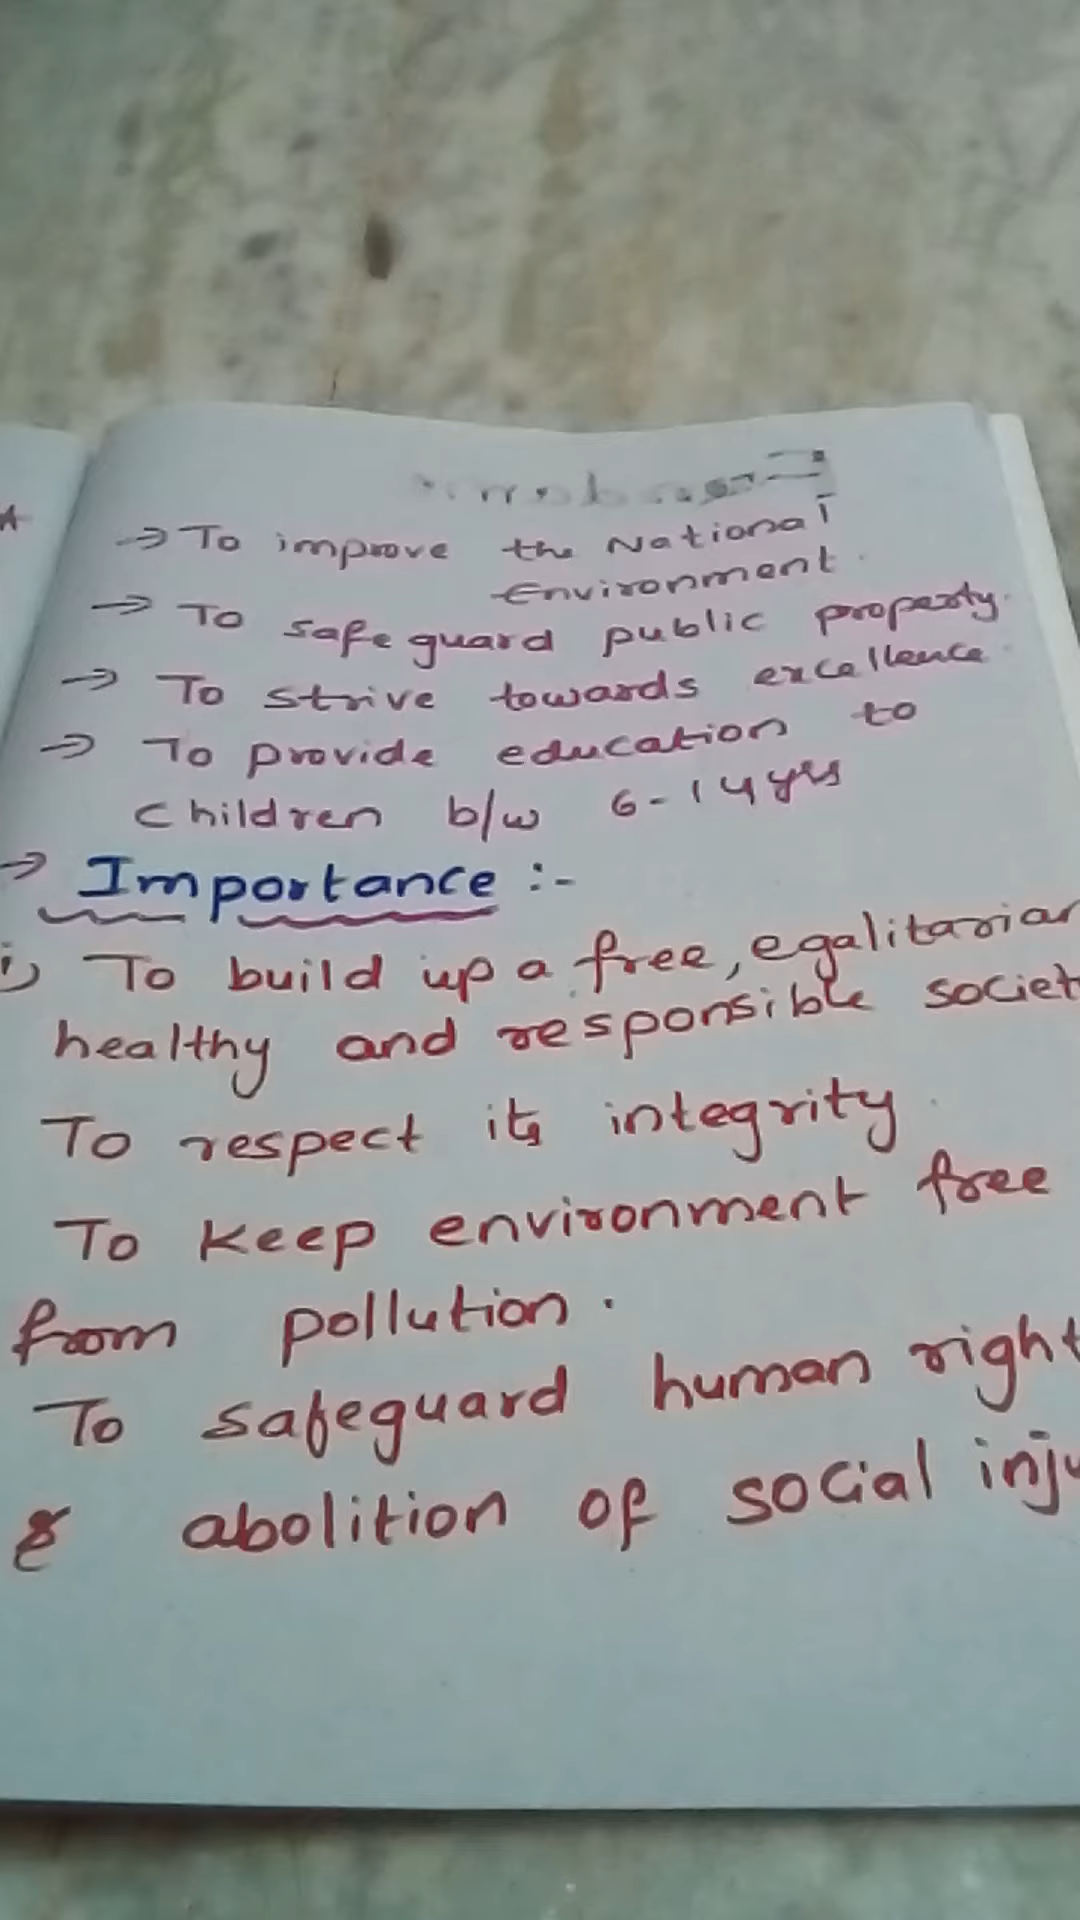 → To improve the National
Environment.
→ To safeguard public property.
→ To strive towards excellence.
→ To provide education to
children b/w 6-14yrs
→ Importance :-
i) To build up a free, egalitarian
healthy and responsible societ
To respect its integrity.
To keep environment free
from pollution.
To safeguard human right
& abolition of social inju